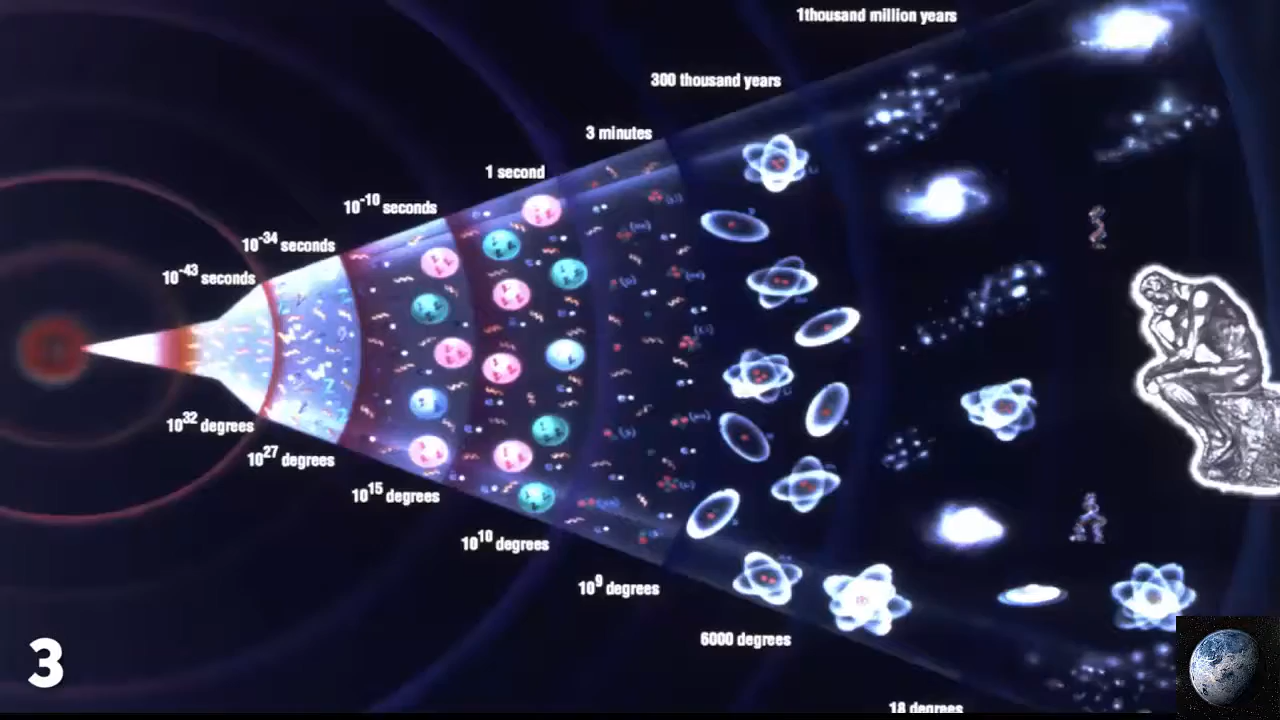 1thousand million years
300 thousand years
3 minutes
1 second
10⁻¹⁰ seconds
10⁻³⁴ seconds
10⁻⁴³ seconds
10³² degrees
10²⁷ degrees
10¹⁵ degrees
10¹⁰ degrees
10⁹ degrees
6000 degrees
18 degrees
3